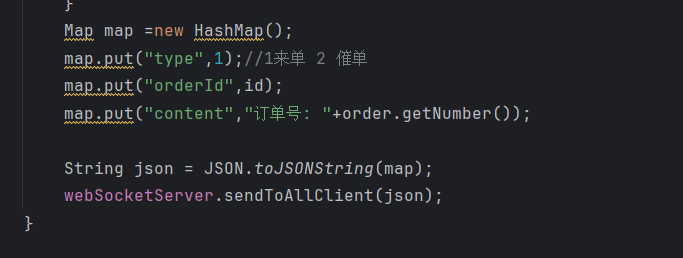 }
Map map =new HashMap();
map.put("type",1);//1来单 2 催单
map.put("orderId",id);
map.put("content","订单号: "+order.getNumber());
String json = JSON.toJSONString(map);
webSocketServer.sendToAllClient(json);
}